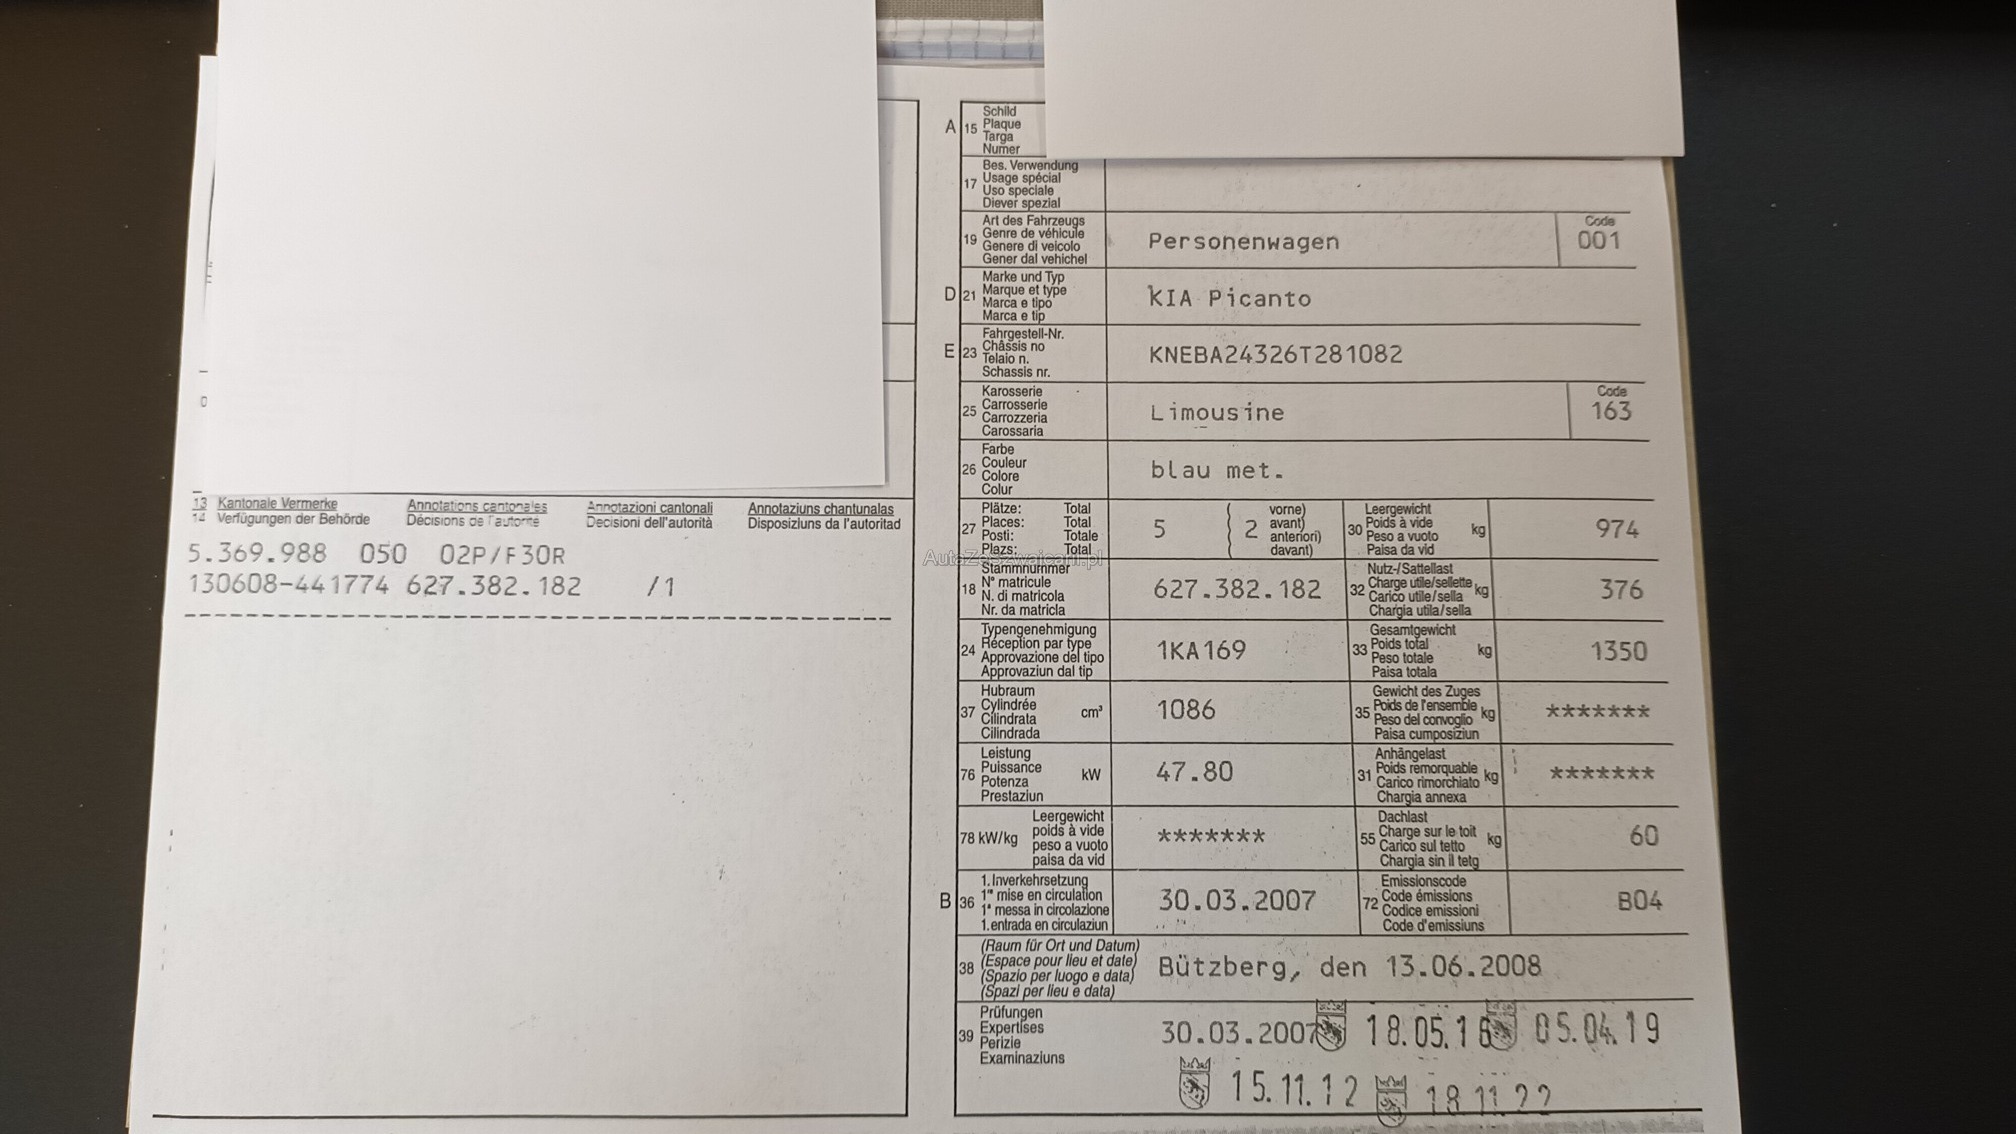 A 15 Schild
Plaque
Targa
Numer
17 Bes. Verwendung
Usage spécial
Uso speciale
Diever spezial
19 Art des Fahrzeugs
Genre de véhicule
Genere di veicolo
Gener dal vehichel
Personenwagen
Code
001
D 21 Marke und Typ
Marque et type
Marca e tipo
Marca e tip
KIA Picanto
E 23 Fahrgestell-Nr.
Châssis no
Telaio n.
Schassis nr.
KNEBA24326T281082
25 Karosserie
Carrosserie
Carrozzeria
Carossaria
Limousine
Code
163
26 Farbe
Couleur
Colore
Colur
blau met.
13 Kantonale Vermerke Annotations cantonales Annotazioni cantonali Annotaziuns chantunalas
14 Verfügungen der Behörde Décisions de l'autorité Decisioni dell'autorità Disposiziuns da l'autoritad
5.369.988 050 02P/F30R
130608-441774 627.382.182 /1
27 Plätze: Total
Places: Total
Posti: Totale
Plazs: Total
5 ( 2 vorne)
avant)
anteriori)
davant)
30 Leergewicht
Poids à vide
Peso a vuoto
Paisa da vid
kg 974
AutaZeSzwajcarii.pl
18 Stammnummer
N° matricule
N. di matricola
Nr. da matricla
627.382.182
32 Nutz-/Sattellast
Charge utile/sellette
Carico utile/sella
Chargia utila/sella
kg 376
24 Typengenehmigung
Réception par type
Approvazione del tipo
Approvaziun dal tip
1KA169
33 Gesamtgewicht
Poids total
Peso totale
Paisa totala
kg 1350
37 Hubraum
Cylindrée
Cilindrata
Cilindrada
cm³ 1086
35 Gewicht des Zuges
Poids de l'ensemble
Peso del convoglio
Paisa cumposiziun
kg *******
76 Leistung
Puissance
Potenza
Prestaziun
kW 47.80
31 Anhängelast
Poids remorquable
Carico rimorchiato
Chargia annexa
kg *******
78 kW/kg Leergewicht
poids à vide
peso a vuoto
paisa da vid
*******
55 Dachlast
Charge sur le toit
Carico sul tetto
Chargia sin il tetg
kg 60
B 36 1. Inverkehrsetzung
1re mise en circulation
1a messa in circolazione
1. entrada en circulaziun
30.03.2007
72 Emissionscode
Code émissions
Codice emissioni
Code d'emissiuns
B04
38 (Raum für Ort und Datum)
(Espace pour lieu et date)
(Spazio per luogo e data)
(Spazi per lieu e data)
Bützberg, den 13.06.2008
39 Prüfungen
Expertises
Perizie
Examinaziuns
30.03.2007 18.05.16 05.04.19
15.11.12 18.11.22